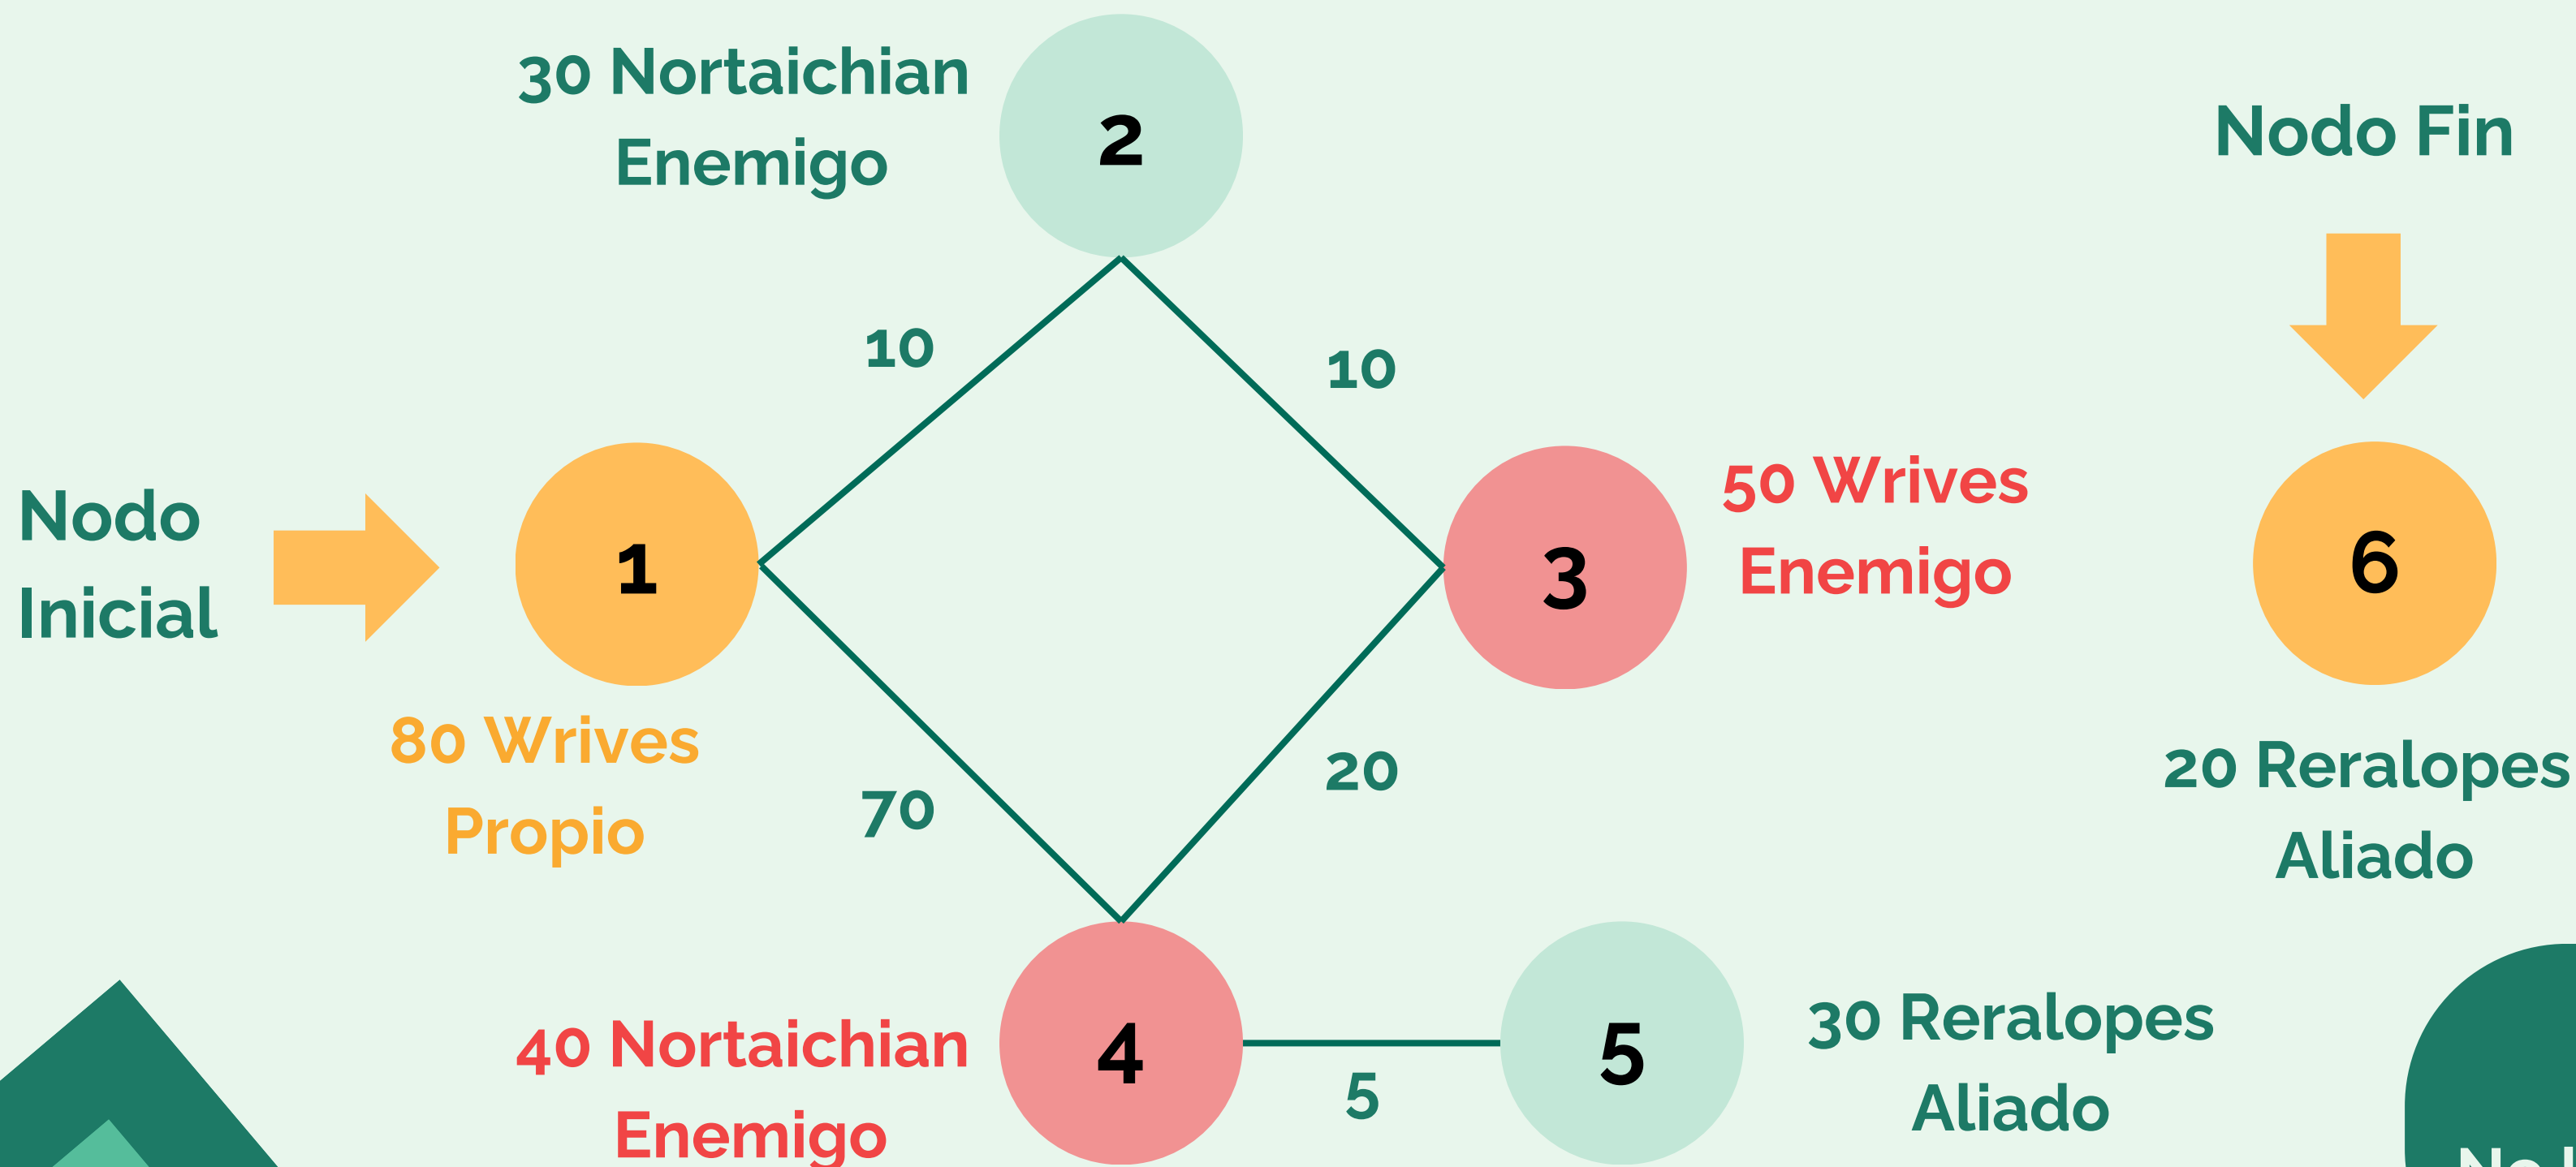 30 Nortaichian
Enemigo
2
Nodo Fin
10
10
Nodo
Inicial
1
3
50 Wrives
Enemigo
6
80 Wrives
Propio
70
20
20 Reralopes
Aliado
40 Nortaichian
Enemigo
4
5
5
30 Reralopes
Aliado